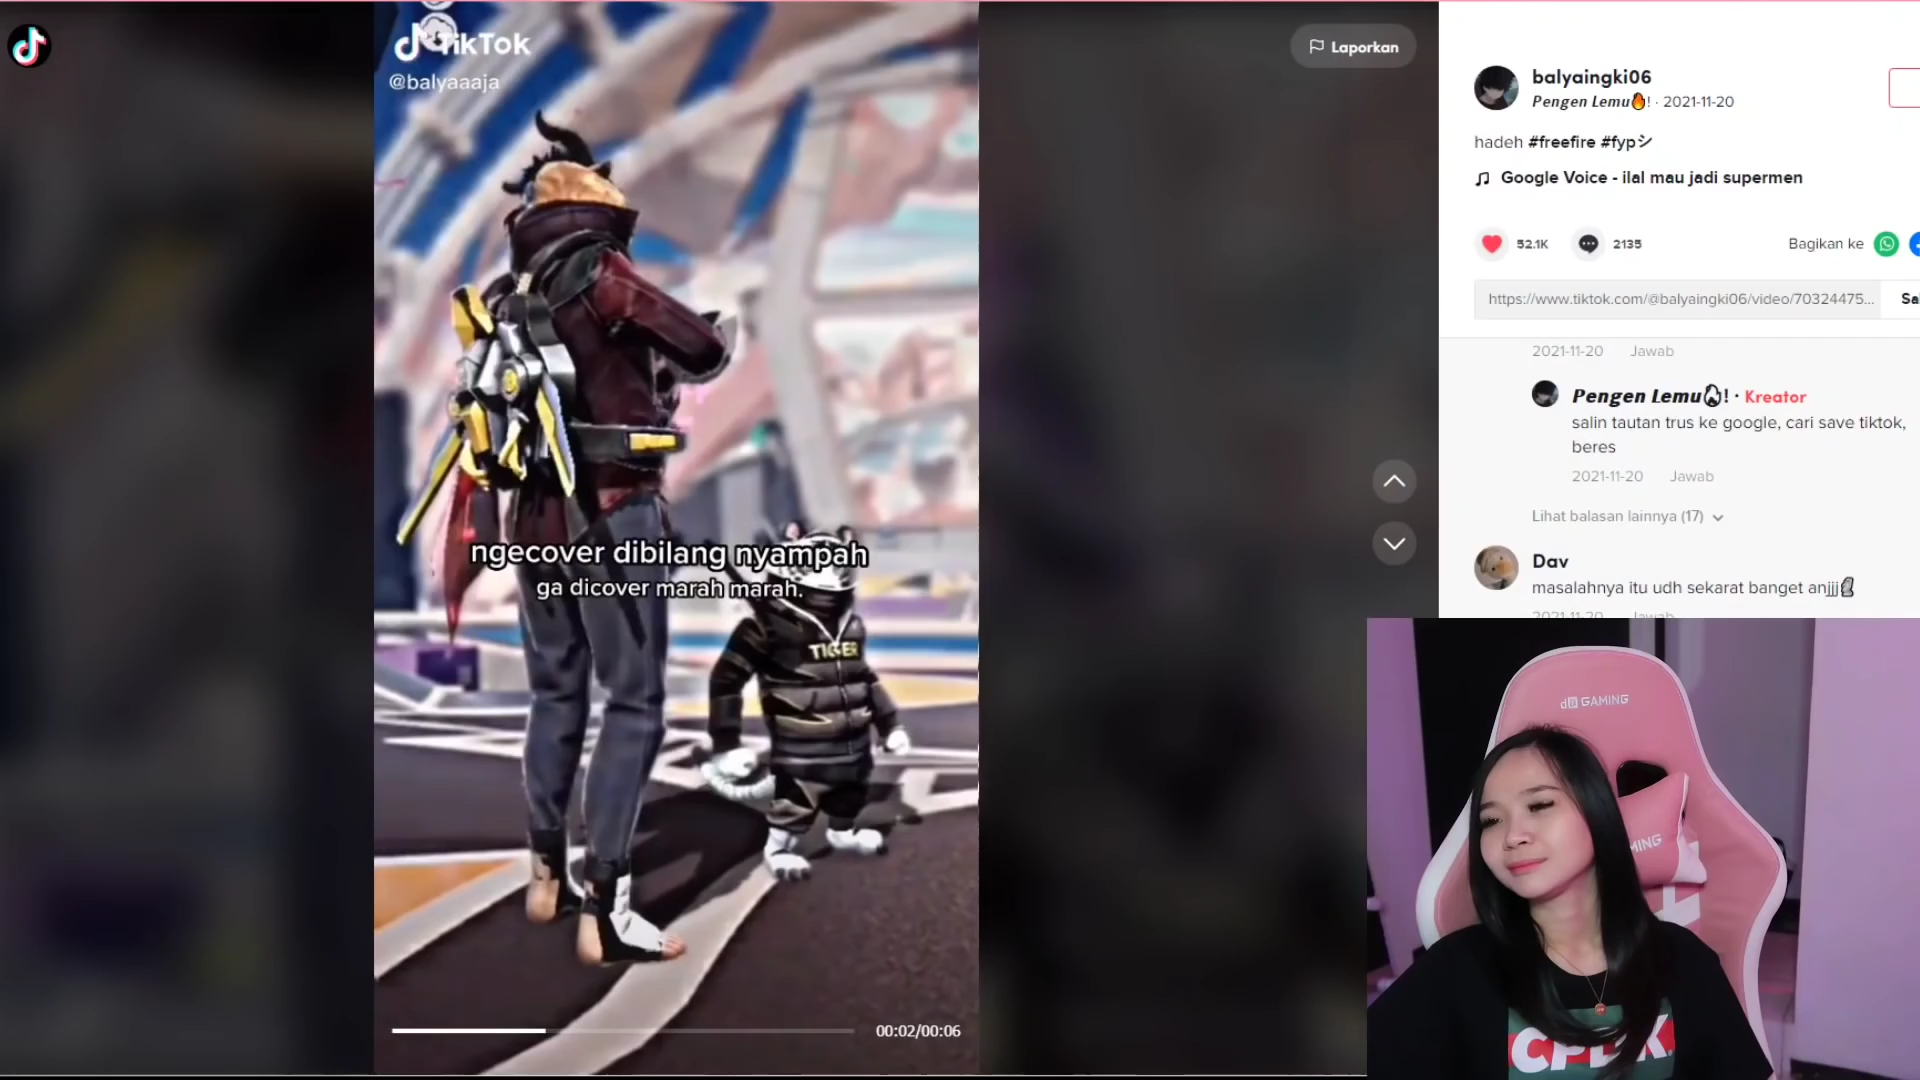 TikTok
@balyaaaja
ngecover dibilang nyampah
ga dicover marah marah.
TIGER
00:02/00:06
Laporkan
balyaingki06
Pengen Lemu🔥! · 2021-11-20
hadeh #freefire #fypシ
Google Voice - ilal mau jadi supermen
52.1K
2135
Bagikan ke
https://www.tiktok.com/@balyaingki06/video/70324475...
2021-11-20 Jawab
Pengen Lemu🔥! · Kreator
salin tautan trus ke google, cari save tiktok,
beres
2021-11-20 Jawab
Lihat balasan lainnya (17)
Dav
masalahnya itu udh sekarat banget anjjj🗿
2021-11-20 Jawab
GAMING